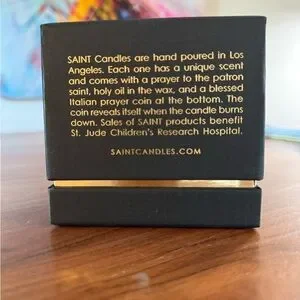 SAINT Candles are hand poured in Los
Angeles. Each one has a unique scent
and comes with a prayer to the patron
saint, holy oil in the wax, and a blessed
Italian prayer coin at the bottom. The
coin reveals itself when the candle burns
down. Sales of SAINT products benefit
St. Jude Children's Research Hospital.
SAINTCANDLES.COM